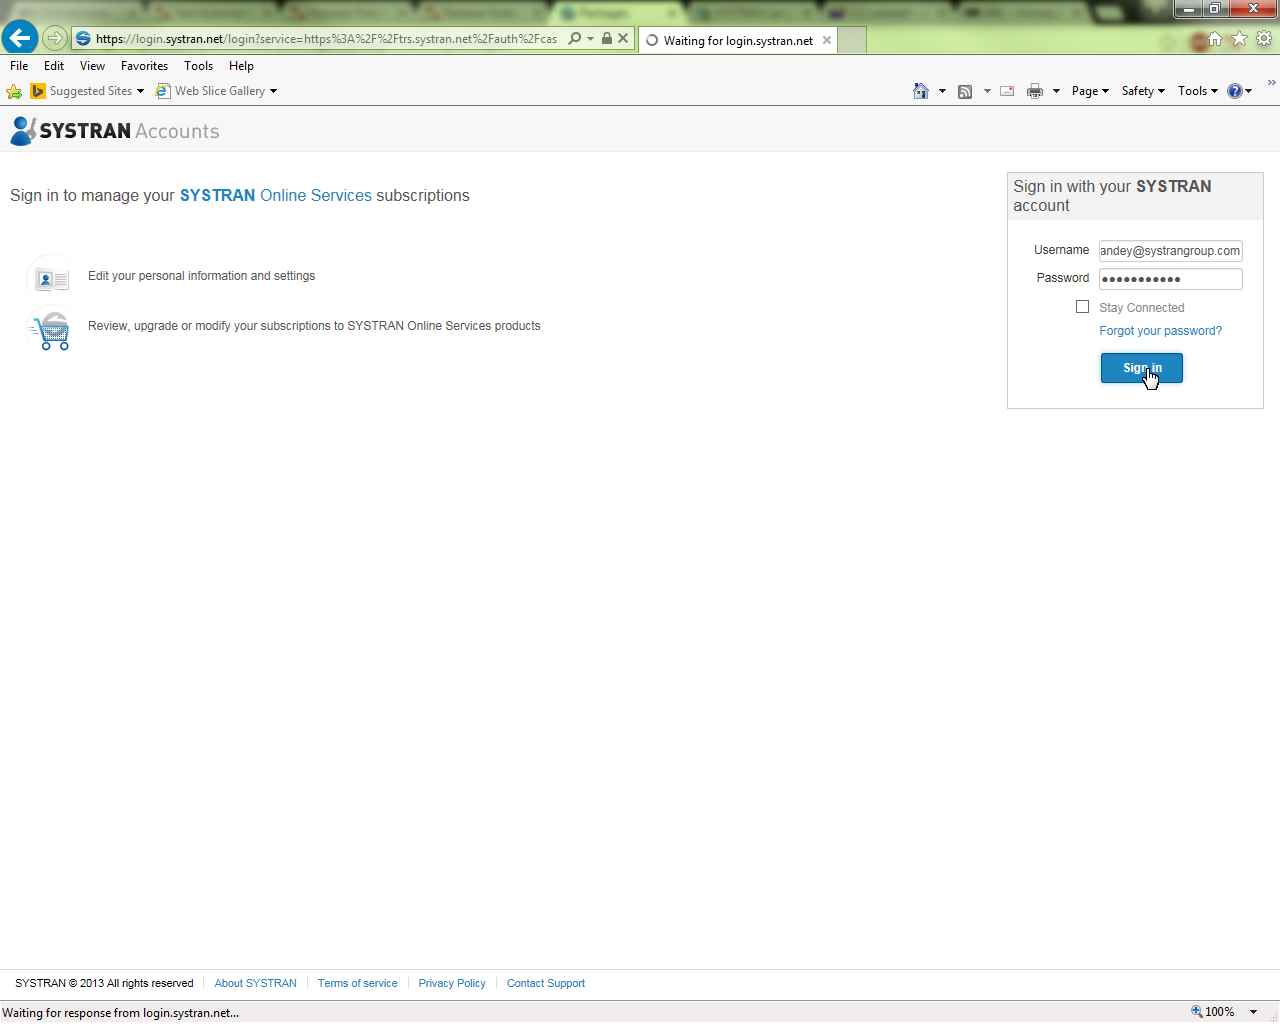 https://login.systran.net/login?service=https%3A%2F%2Ftrs.systran.net%2Fauth%2Fcas
Waiting for login.systran.net
File Edit View Favorites Tools Help
Suggested Sites Web Slice Gallery Page Safety Tools
SYSTRAN Accounts
Sign in to manage your SYSTRAN Online Services subscriptions
Edit your personal information and settings
Review, upgrade or modify your subscriptions to SYSTRAN Online Services products
Sign in with your SYSTRAN
account
Username andey@systrangroup.com
Password
Stay Connected
Forgot your password?
Sign in
SYSTRAN © 2013 All rights reserved About SYSTRAN Terms of service Privacy Policy Contact Support
Waiting for response from login.systran.net... 100%